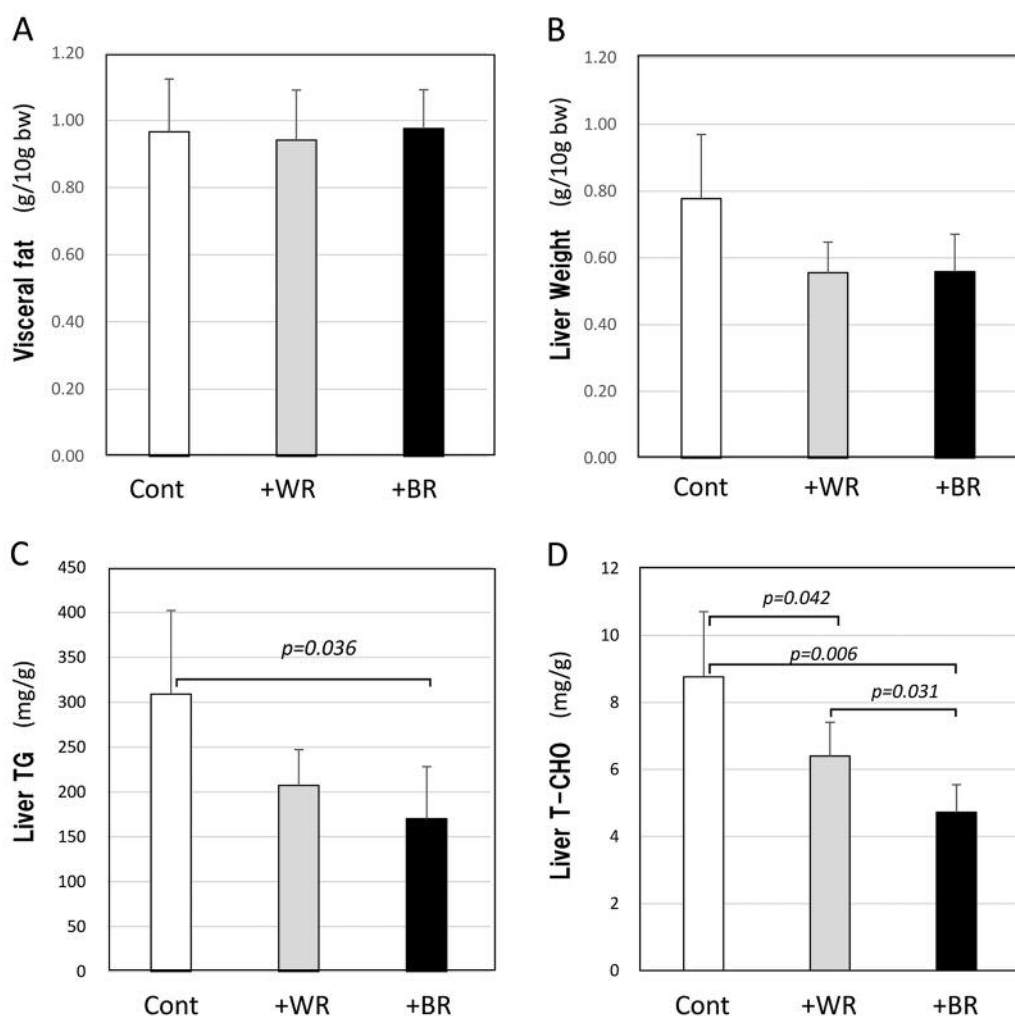 A
Visceral fat (g/10g bw)
1.20
1.00
0.80
0.60
0.40
0.20
0.00
Cont +WR +BR
B
Liver Weight (g/10g bw)
1.20
1.00
0.80
0.60
0.40
0.20
0.00
Cont +WR +BR
C
Liver TG (mg/g)
450
400
350
300
250
200
150
100
50
0
p=0.036
Cont +WR +BR
D
Liver T-CHO (mg/g)
12
10
8
6
4
2
0
p=0.042
p=0.006
p=0.031
Cont +WR +BR